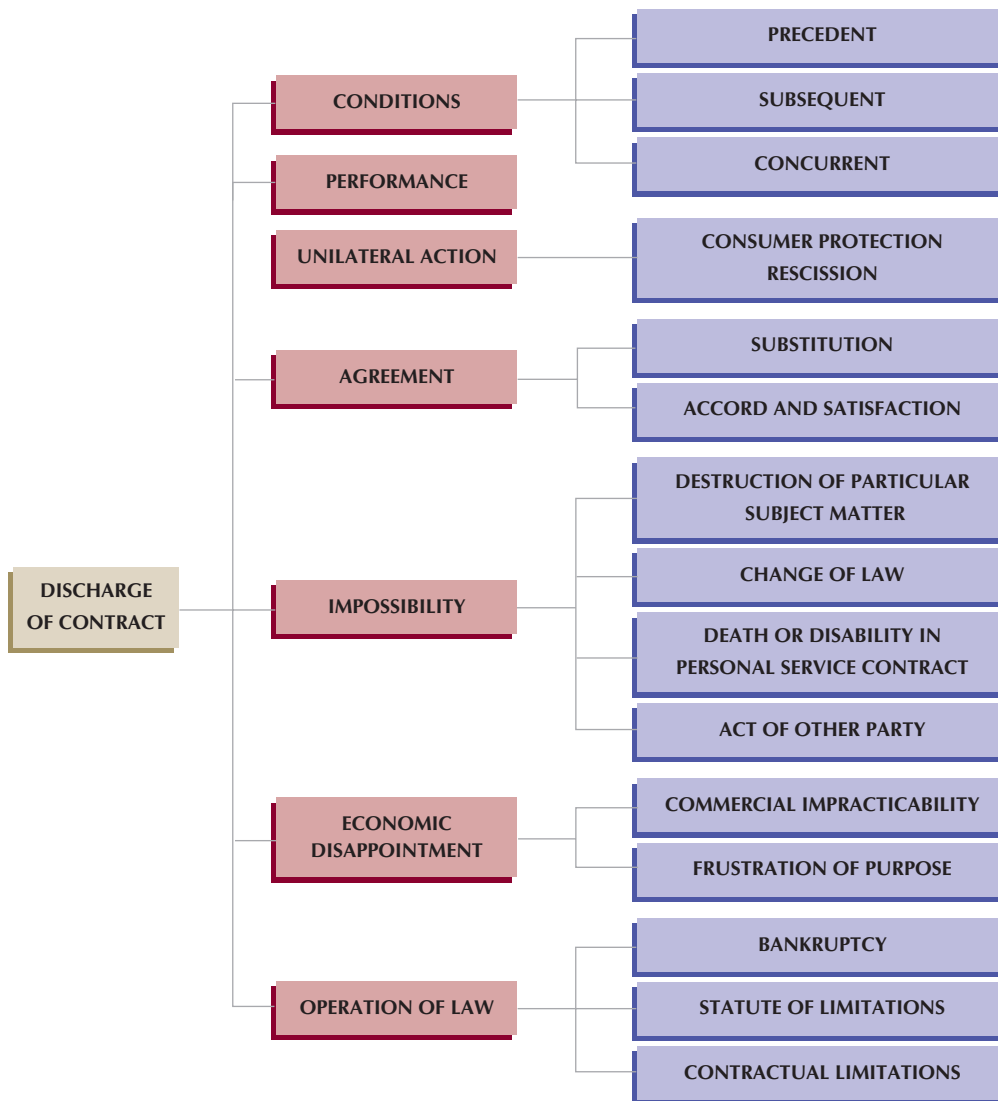 DISCHARGE
OF CONTRACT
CONDITIONS
PRECEDENT
SUBSEQUENT
CONCURRENT
PERFORMANCE
UNILATERAL ACTION
CONSUMER PROTECTION
RESCISSION
AGREEMENT
SUBSTITUTION
ACCORD AND SATISFACTION
IMPOSSIBILITY
DESTRUCTION OF PARTICULAR
SUBJECT MATTER
CHANGE OF LAW
DEATH OR DISABILITY IN
PERSONAL SERVICE CONTRACT
ACT OF OTHER PARTY
ECONOMIC
DISAPPOINTMENT
COMMERCIAL IMPRACTICABILITY
FRUSTRATION OF PURPOSE
OPERATION OF LAW
BANKRUPTCY
STATUTE OF LIMITATIONS
CONTRACTUAL LIMITATIONS